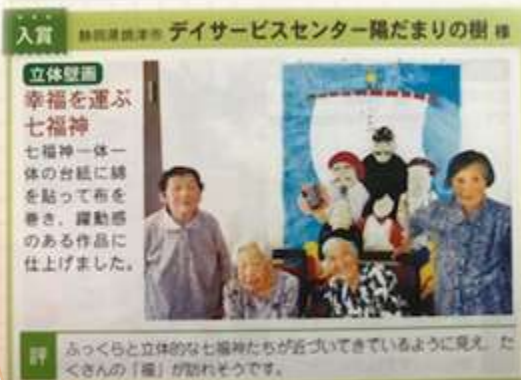 入賞 静岡県焼津市 デイサービスセンター陽だまりの樹 様
立体壁画
幸福を運ぶ
七福神
七福神一体一
体の台紙に綿
を貼って布を
巻き、躍動感
のある作品に
仕上げました。
評
ふっくらと立体的な七福神たちが近づいてきているように見え、た
くさんの「福」が訪れそうです。